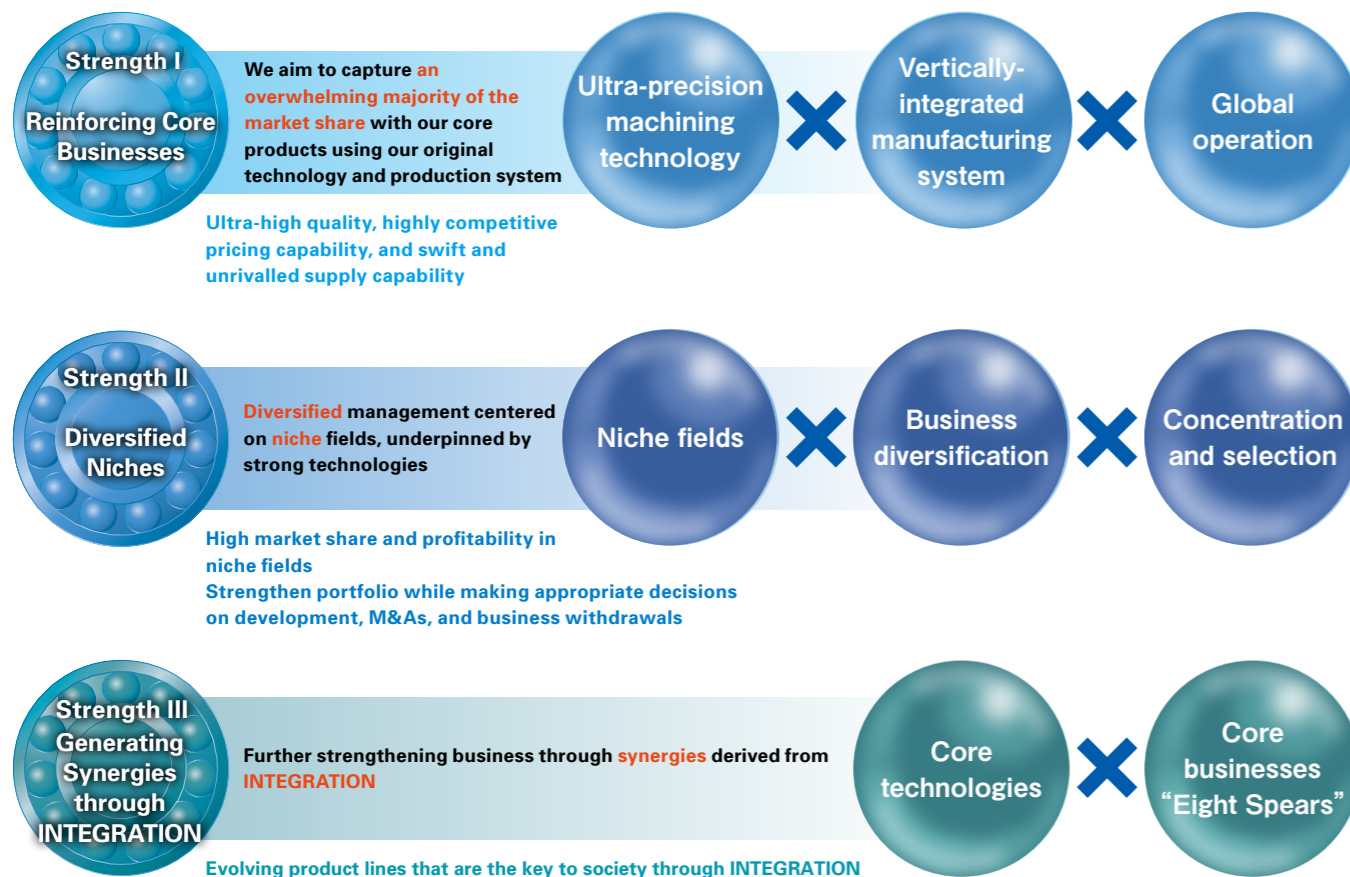 Strength I
Reinforcing Core
Businesses
We aim to capture an
overwhelming majority of the
market share with our core
products using our original
technology and production system
Ultra-precision
machining
technology
Vertically-
integrated
manufacturing
system
Global
operation
Ultra-high quality, highly competitive
pricing capability, and swift and
unrivalled supply capability
Strength II
Diversified
Niches
Diversified management centered
on niche fields, underpinned by
strong technologies
Niche fields
Business
diversification
Concentration
and selection
High market share and profitability in
niche fields
Strengthen portfolio while making appropriate decisions
on development, M&As, and business withdrawals
Strength III
Generating
Synergies
through
INTEGRATION
Further strengthening business through synergies derived from
INTEGRATION
Core
technologies
Core
businesses
“Eight Spears”
Evolving product lines that are the key to society through INTEGRATION